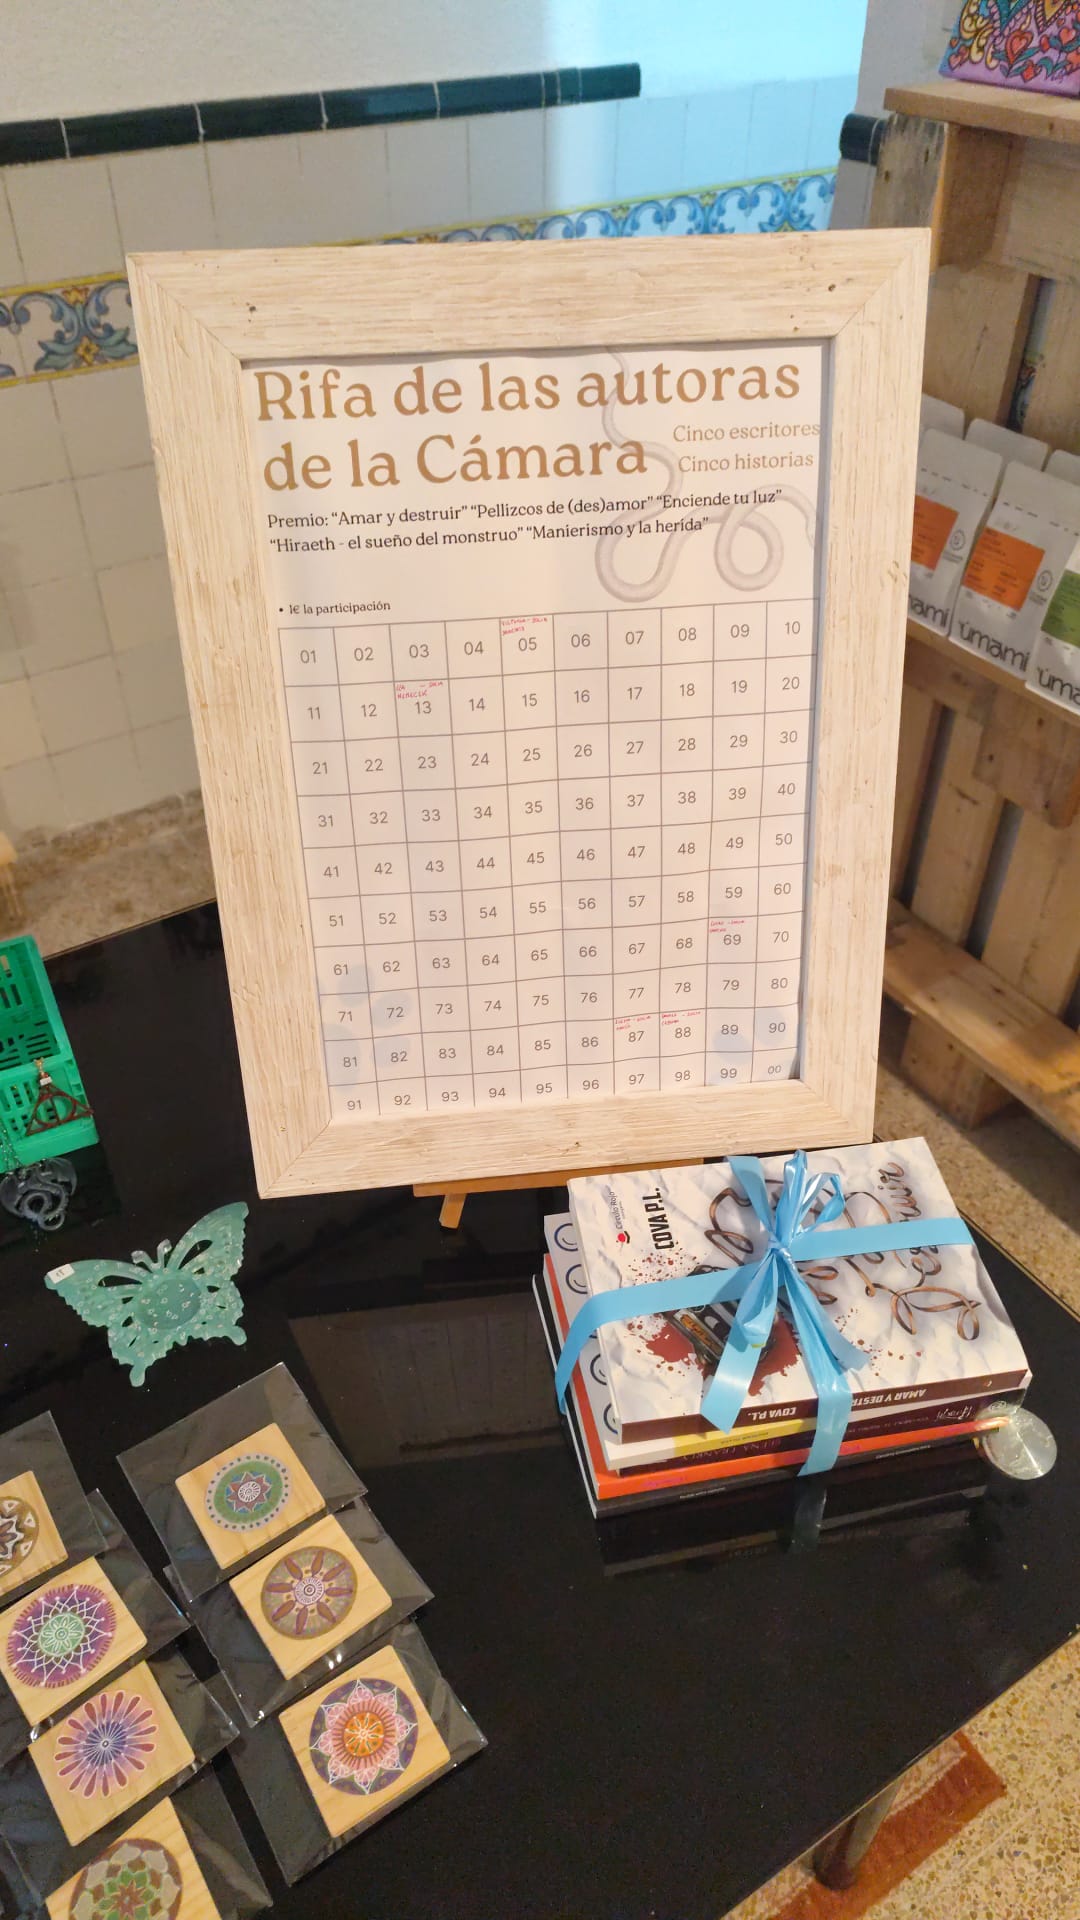 Rifa de las autoras
de la Cámara
Cinco escritores
Cinco historias
Premio: “Amar y destruir” “Pellizcos de (des)amor” “Enciende tu luz”
“Hiraeth - el sueño del monstruo” “Manierismo y la herida”
• 1€ la participación
01 02 03 04 05 06 07 08 09 10
11 12 13 14 15 16 17 18 19 20
21 22 23 24 25 26 27 28 29 30
31 32 33 34 35 36 37 38 39 40
41 42 43 44 45 46 47 48 49 50
51 52 53 54 55 56 57 58 59 60
61 62 63 64 65 66 67 68 69 70
71 72 73 74 75 76 77 78 79 80
81 82 83 84 85 86 87 88 89 90
91 92 93 94 95 96 97 98 99 00
úmami
úmami
Círculo Rojo
COVA P.L.
COVA P.L.
AMAR Y DESTR